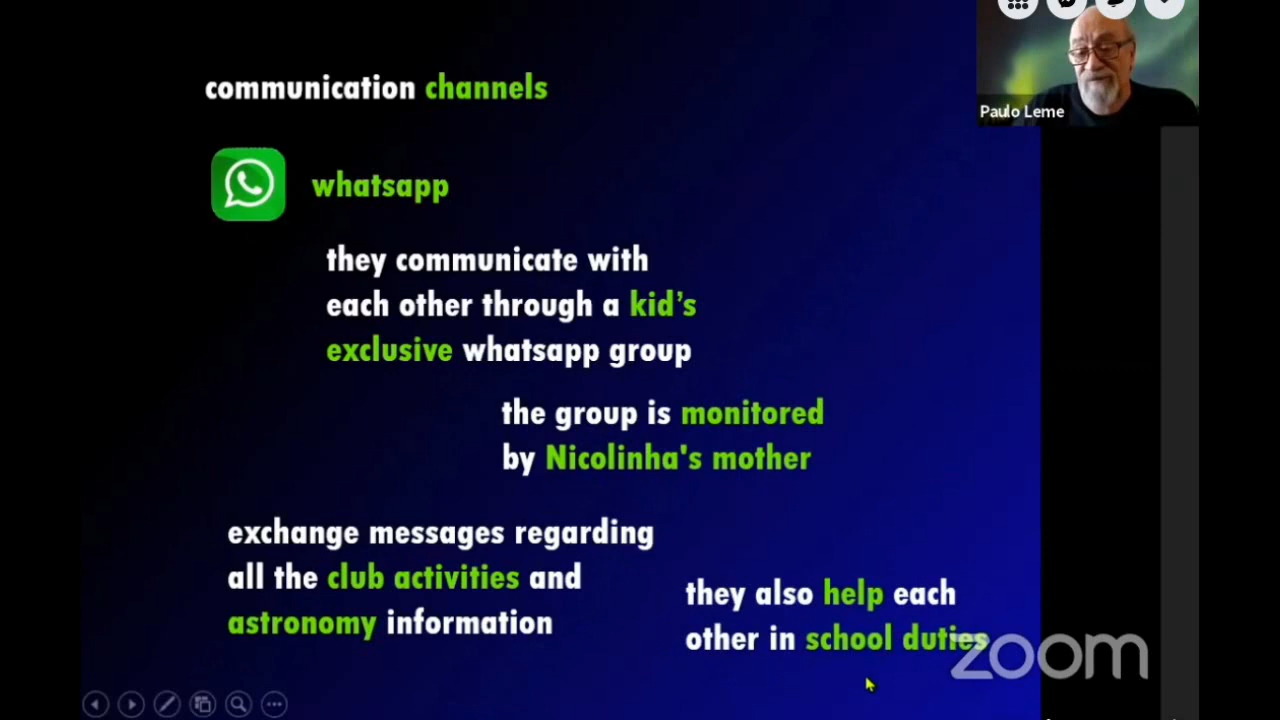 communication channels
Paulo Leme
whatsapp
they communicate with
each other through a kid's
exclusive whatsapp group
the group is monitored
by Nicolinha's mother
exchange messages regarding
all the club activities and
astronomy information
they also help each
other in school duties
zoom